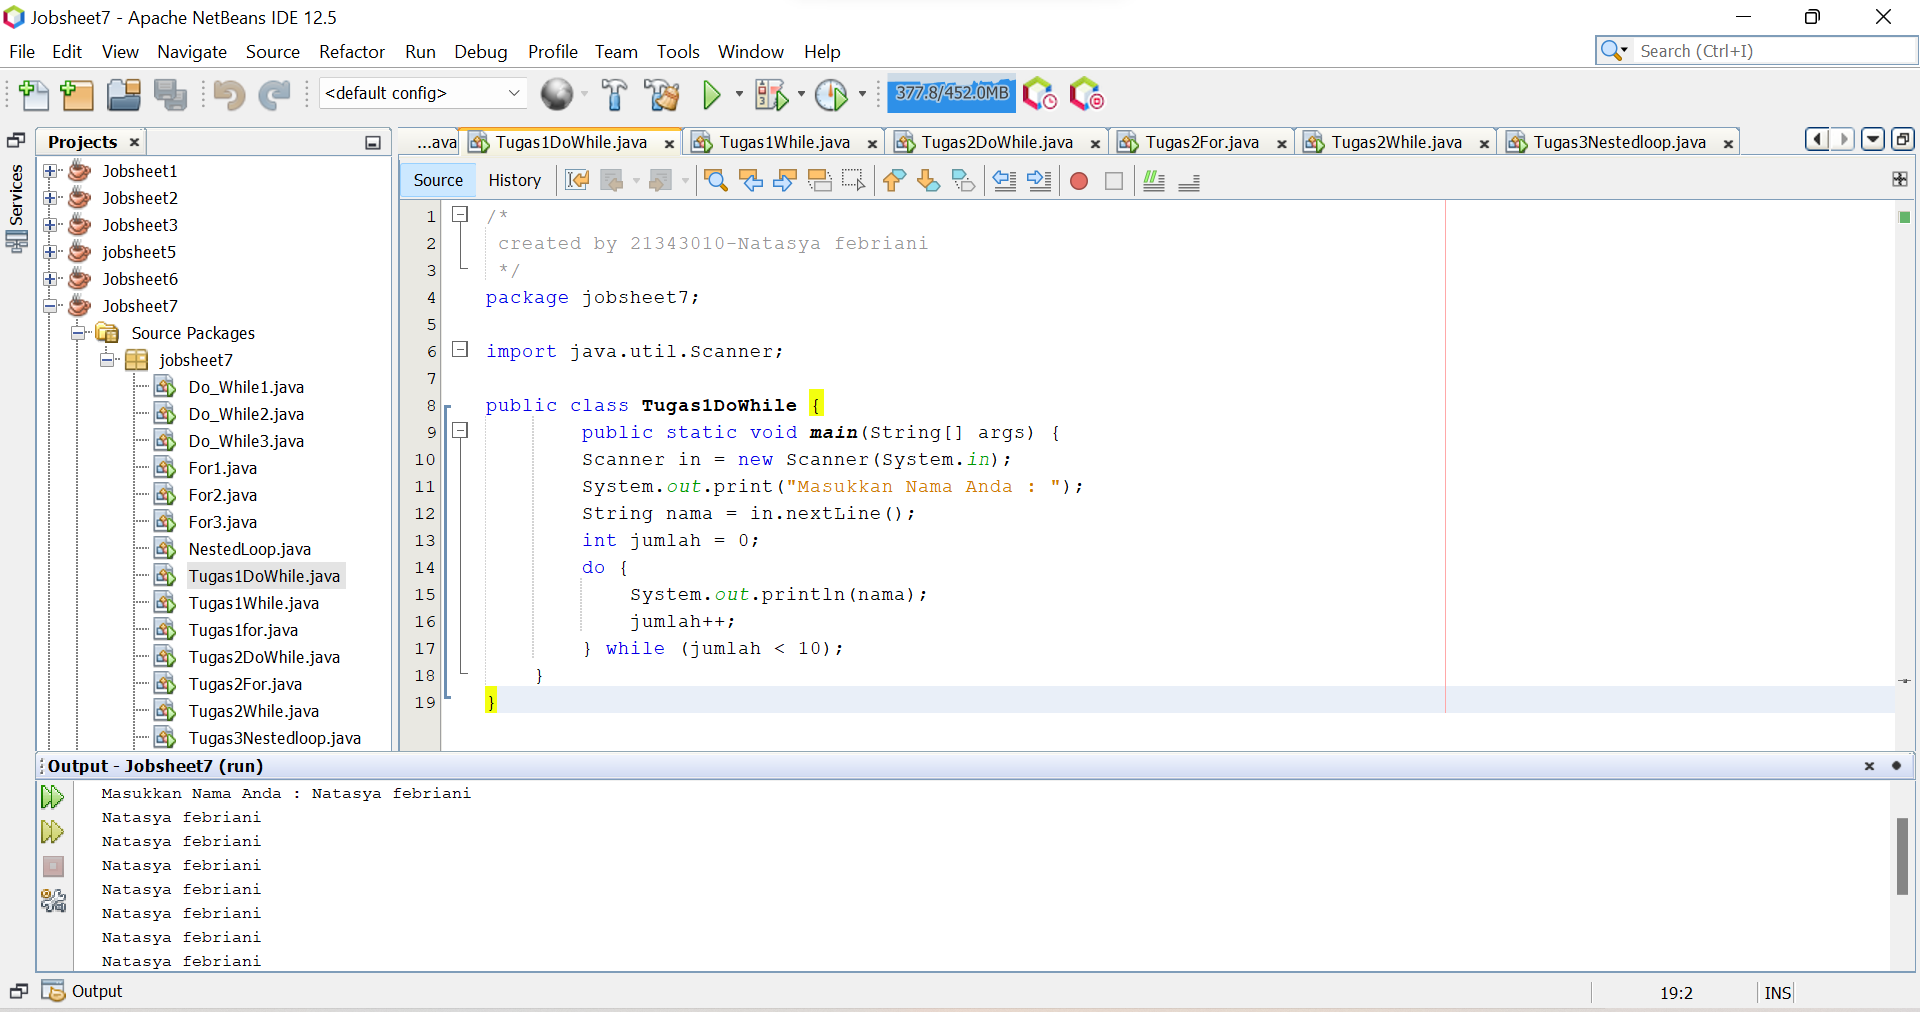 Jobsheet7 - Apache NetBeans IDE 12.5
File Edit View Navigate Source Refactor Run Debug Profile Team Tools Window Help
Search (Ctrl+I)
<default config>
377.8/452.0MB
Services
Projects
Jobsheet1
Jobsheet2
Jobsheet3
jobsheet5
Jobsheet6
Jobsheet7
Source Packages
jobsheet7
Do_While1.java
Do_While2.java
Do_While3.java
For1.java
For2.java
For3.java
NestedLoop.java
Tugas1DoWhile.java
Tugas1While.java
Tugas1for.java
Tugas2DoWhile.java
Tugas2For.java
Tugas2While.java
Tugas3Nestedloop.java
...ava Tugas1DoWhile.java Tugas1While.java Tugas2DoWhile.java Tugas2For.java Tugas2While.java Tugas3Nestedloop.java
Source History
1 /*
2 created by 21343010-Natasya febriani
3 */
4 package jobsheet7;
5
6 import java.util.Scanner;
7
8 public class Tugas1DoWhile {
9 public static void main(String[] args) {
10 Scanner in = new Scanner(System.in);
11 System.out.print("Masukkan Nama Anda : ");
12 String nama = in.nextLine();
13 int jumlah = 0;
14 do {
15 System.out.println(nama);
16 jumlah++;
17 } while (jumlah < 10);
18 }
19 }
Output - Jobsheet7 (run)
Masukkan Nama Anda : Natasya febriani
Natasya febriani
Natasya febriani
Natasya febriani
Natasya febriani
Natasya febriani
Natasya febriani
Natasya febriani
Output
19:2 INS